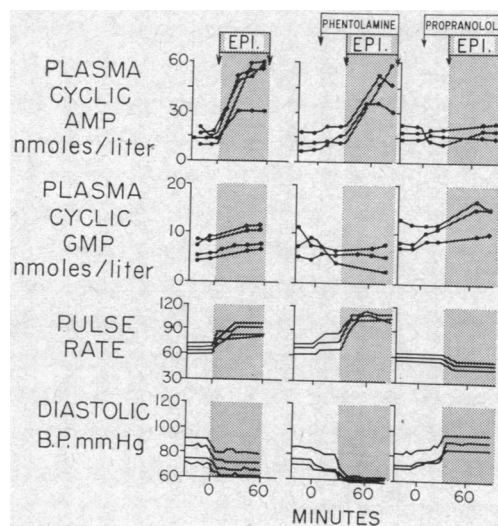 PHENTOLAMINE PROPRANOLOL
EPI. EPI. EPI.
PLASMA
CYCLIC
AMP
nmoles/liter
60
30
0
PLASMA
CYCLIC
GMP
nmoles/liter
20
10
0
PULSE
RATE
120
90
60
30
DIASTOLIC
B.P. mm Hg
120
100
80
60
0 60 0 60 0 60
MINUTES